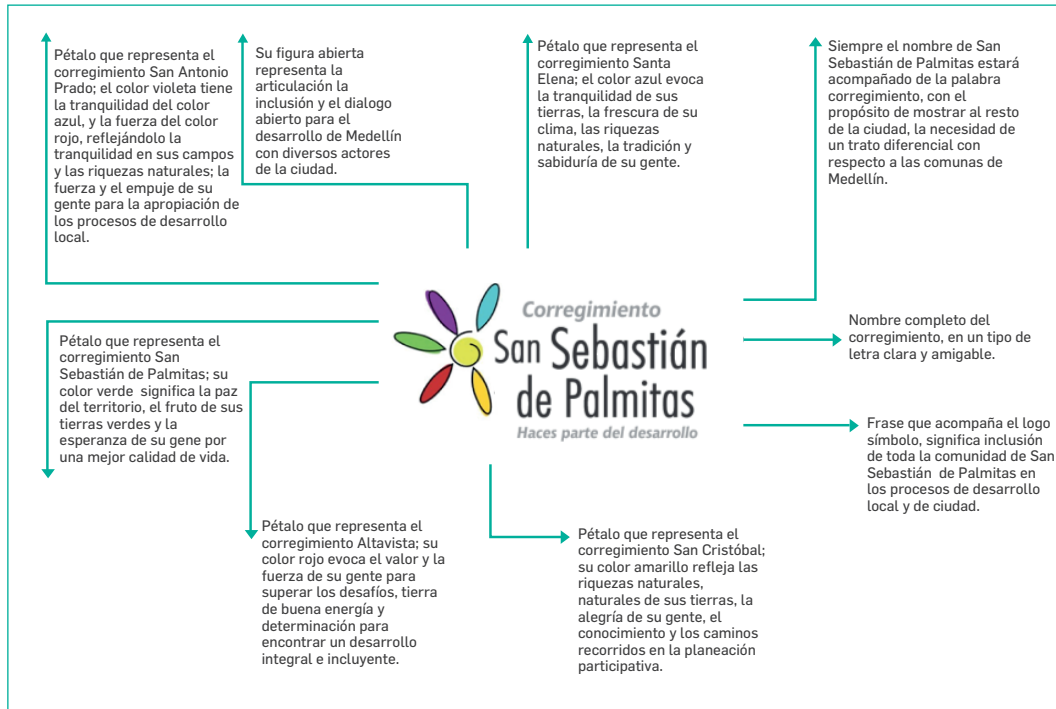 Pétalo que representa el
corregimiento San Antonio
Prado; el color violeta tiene
la tranquilidad del color
azul, y la fuerza del color
rojo, reflejándolo la
tranquilidad en sus campos
y las riquezas naturales; la
fuerza y el empuje de su
gente para la apropiación de
los procesos de desarrollo
local.
Su figura abierta
representa la
articulación la
inclusión y el dialogo
abierto para el
desarrollo de Medellín
con diversos actores
de la ciudad.
Pétalo que representa el
corregimiento Santa
Elena; el color azul evoca
la tranquilidad de sus
tierras, la frescura de su
clima, las riquezas
naturales, la tradición y
sabiduría de su gente.
Siempre el nombre de San
Sebastián de Palmitas estará
acompañado de la palabra
corregimiento, con el
propósito de mostrar al resto
de la ciudad, la necesidad de
un trato diferencial con
respecto a las comunas de
Medellín.
Pétalo que representa el
corregimiento San
Sebastián de Palmitas; su
color verde significa la paz
del territorio, el fruto de sus
tierras verdes y la
esperanza de su gene por
una mejor calidad de vida.
Corregimiento
San Sebastián
de Palmitas
Haces parte del desarrollo
Nombre completo del
corregimiento, en un tipo de
letra clara y amigable.
Frase que acompaña el logo
símbolo, significa inclusión
de toda la comunidad de San
Sebastián de Palmitas en
los procesos de desarrollo
local y de ciudad.
Pétalo que representa el
corregimiento Altavista; su
color rojo evoca el valor y la
fuerza de su gente para
superar los desafíos, tierra
de buena energía y
determinación para
encontrar un desarrollo
integral e incluyente.
Pétalo que representa el
corregimiento San Cristóbal;
su color amarillo refleja las
riquezas naturales,
naturales de sus tierras, la
alegría de su gente, el
conocimiento y los caminos
recorridos en la planeación
participativa.